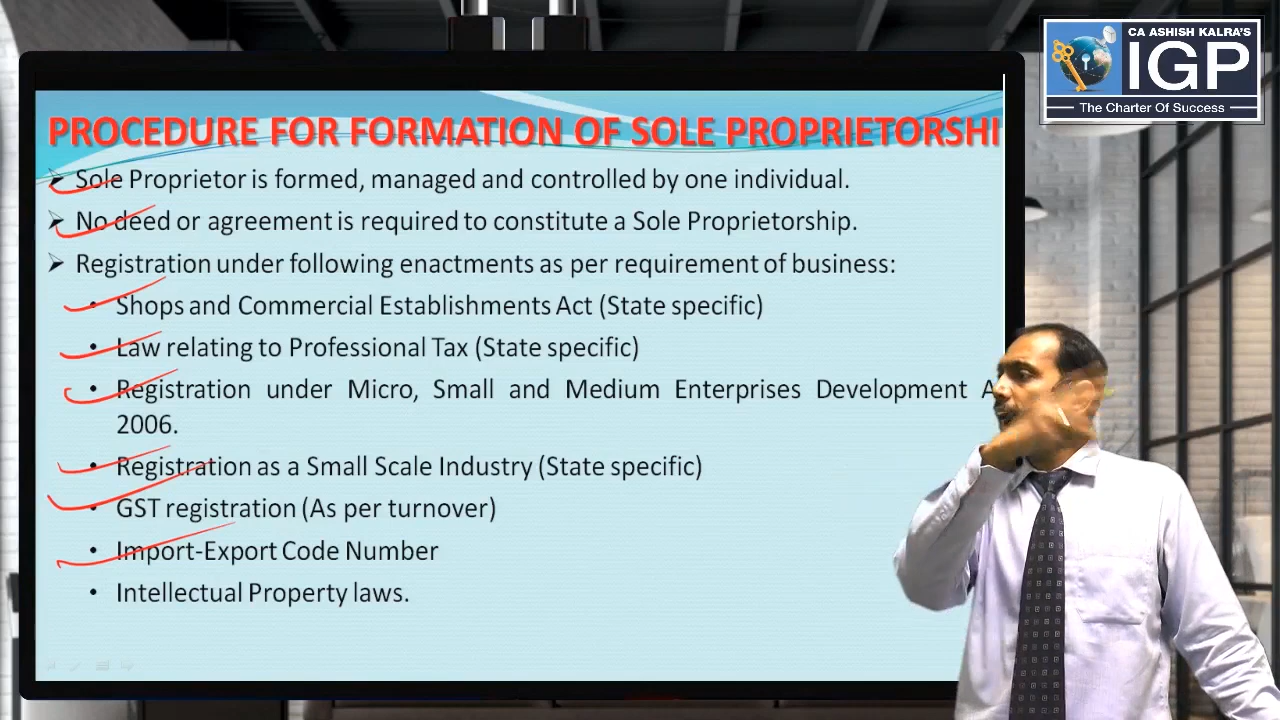 CA ASHISH KALRA'S
IGP
The Charter Of Success
PROCEDURE FOR FORMATION OF SOLE PROPRIETORSHI
Sole Proprietor is formed, managed and controlled by one individual.
No deed or agreement is required to constitute a Sole Proprietorship.
Registration under following enactments as per requirement of business:
• Shops and Commercial Establishments Act (State specific)
• Law relating to Professional Tax (State specific)
• Registration under Micro, Small and Medium Enterprises Development A
2006.
• Registration as a Small Scale Industry (State specific)
• GST registration (As per turnover)
• Import-Export Code Number
• Intellectual Property laws.